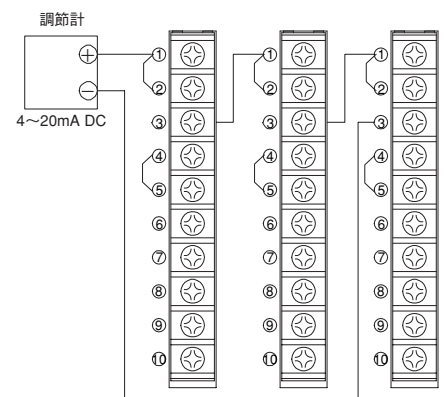 調節計
+
−
4〜20mA DC
① ① ①
② ② ②
③ ③ ③
④ ④ ④
⑤ ⑤ ⑤
⑥ ⑥ ⑥
⑦ ⑦ ⑦
⑧ ⑧ ⑧
⑨ ⑨ ⑨
⑩ ⑩ ⑩